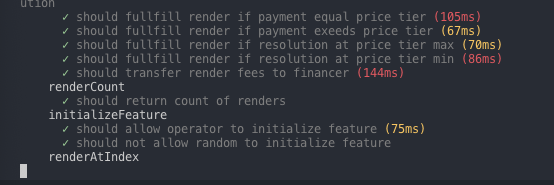 ution
✓ should fullfill render if payment equal price tier (105ms)
✓ should fullfill render if payment exeeds price tier (67ms)
✓ should fullfill render if resolution at price tier max (70ms)
✓ should fullfill render if resolution at price tier min (86ms)
✓ should transfer render fees to financer (144ms)
renderCount
✓ should return count of renders
initializeFeature
✓ should allow operator to initialize feature (75ms)
✓ should not allow random to initialize feature
renderAtIndex